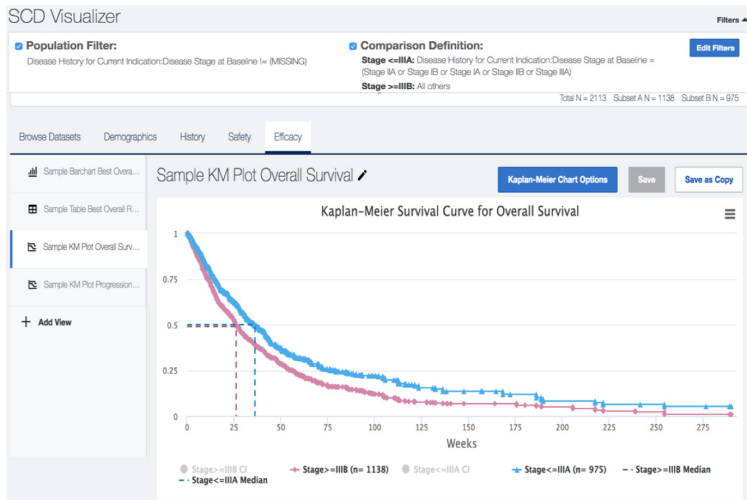 SCD Visualizer
Filters
Population Filter:
Disease History for Current Indication:Disease Stage at Baseline != (MISSING)
Comparison Definition:
Stage <=IIIA: Disease History for Current Indication:Disease Stage at Baseline =
(Stage IIA or Stage IB or Stage IA or Stage IIB or Stage IIIA)
Stage >=IIIB: All others
Edit Filters
Total N = 2113 Subset A N = 1138 Subset B N = 975
Browse Datasets Demographics History Safety Efficacy
Sample Barchart Best Overa...
Sample Table Best Overall R...
Sample KM Plot Overall Surv...
Sample KM Plot Progression...
+ Add View
Sample KM Plot Overall Survival
Kaplan-Meier Chart Options
Save
Save as Copy
Kaplan-Meier Survival Curve for Overall Survival
1
0.75
0.5
0.25
0
0 25 50 75 100 125 150 175 200 225 250 275
Weeks
Stage>=IIIB CI Stage>=IIIB (n= 1138) Stage<=IIIA CI Stage<=IIIA (n= 975) Stage>=IIIB Median
Stage<=IIIA Median